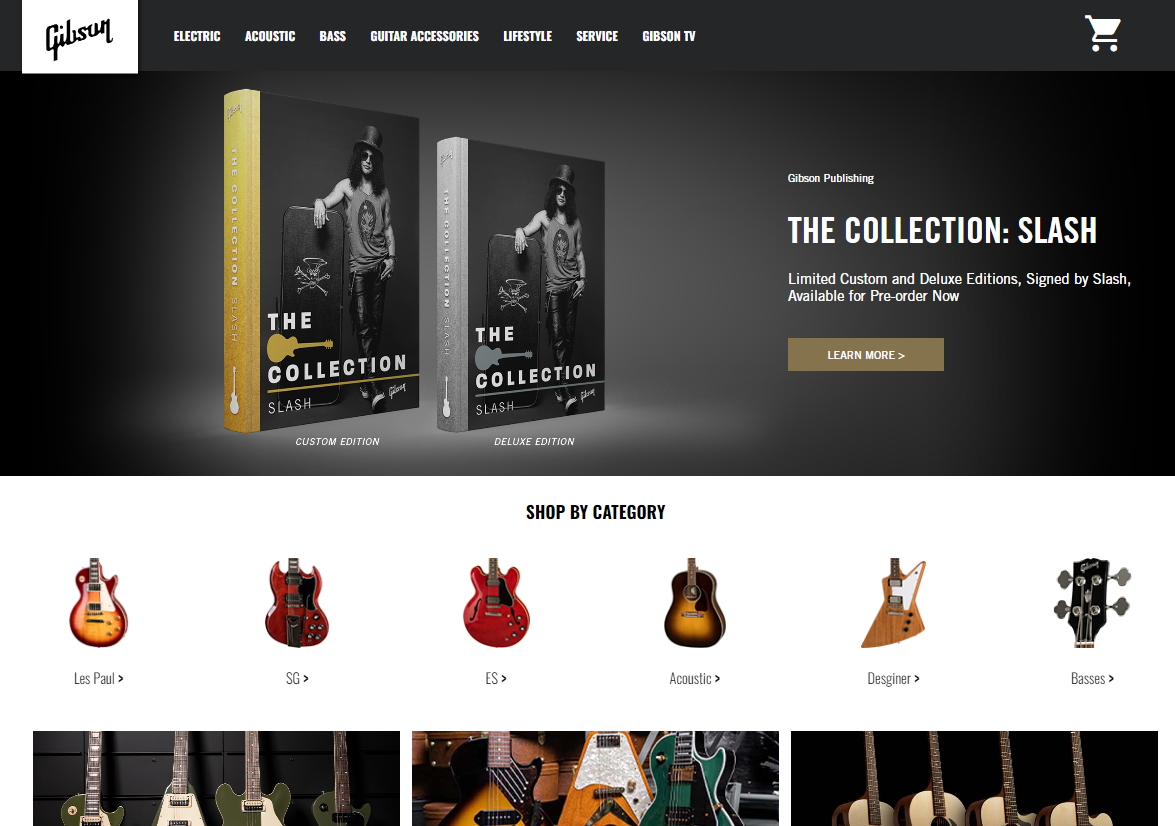 Gibson
ELECTRIC ACOUSTIC BASS GUITAR ACCESSORIES LIFESTYLE SERVICE GIBSON TV
Gibson
THE COLLECTION SLASH
THE
COLLECTION
SLASH
Gibson
CUSTOM EDITION
Gibson
THE COLLECTION SLASH
THE
COLLECTION
SLASH
Gibson
DELUXE EDITION
Gibson Publishing
THE COLLECTION: SLASH
Limited Custom and Deluxe Editions, Signed by Slash,
Available for Pre-order Now
LEARN MORE >
SHOP BY CATEGORY
Gibson
Les Paul >
SG >
ES >
Acoustic >
Desginer >
Basses >